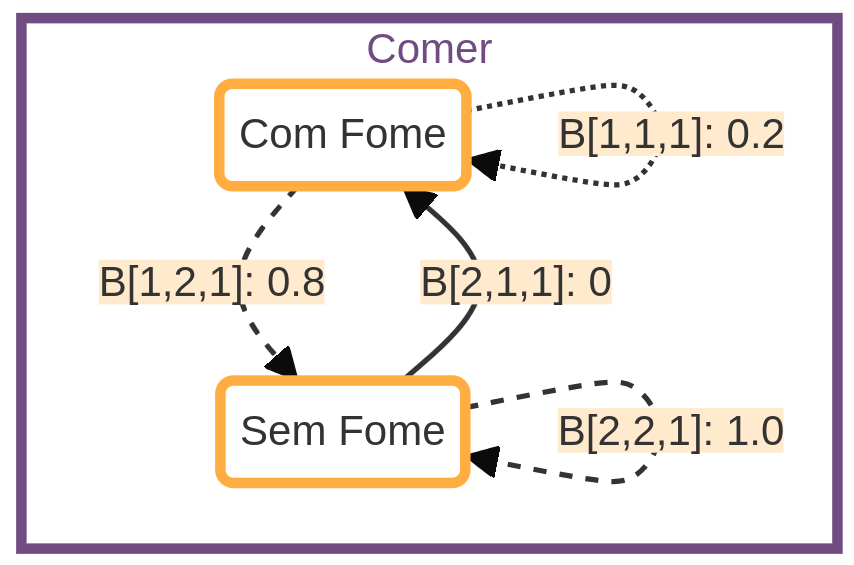 Comer
Com Fome
B[1,1,1]: 0.2
B[1,2,1]: 0.8
B[2,1,1]: 0
Sem Fome
B[2,2,1]: 1.0